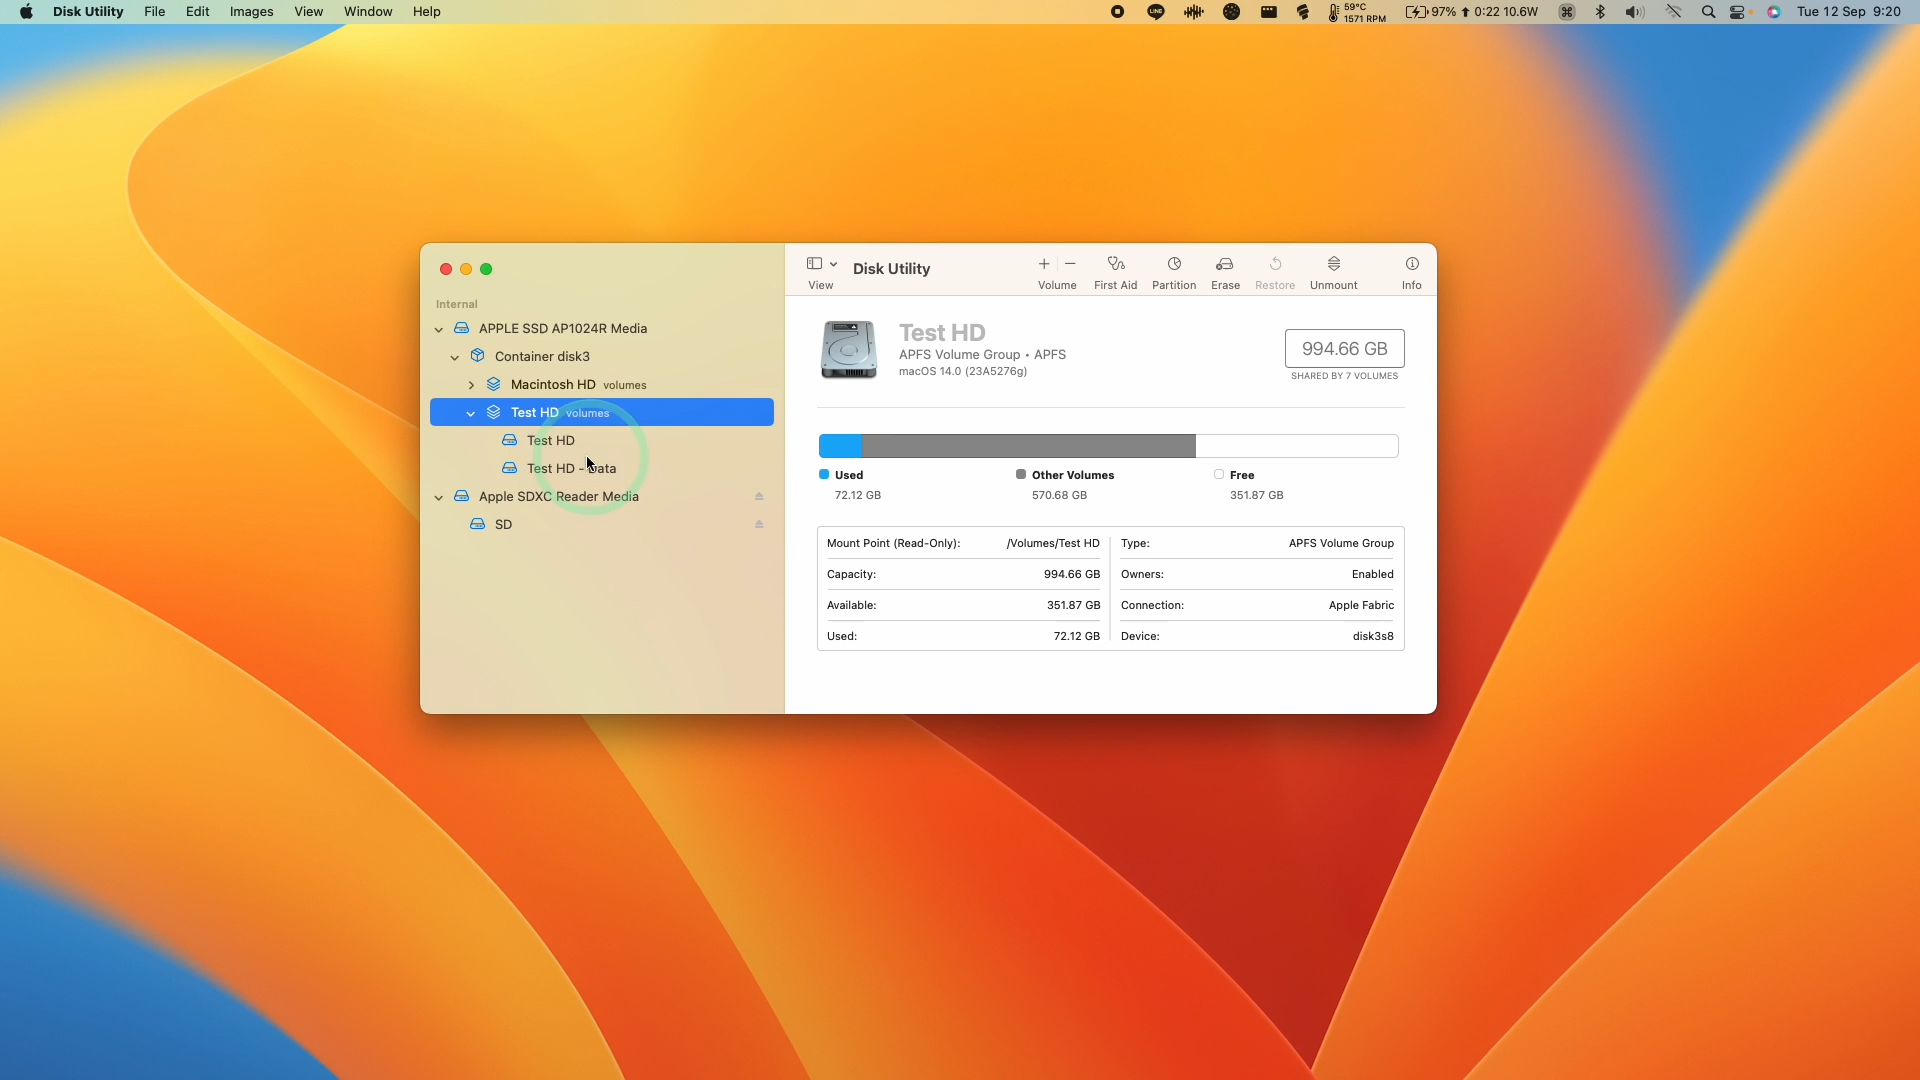 Disk Utility File Edit Images View Window Help
LINE 59°C 1571 RPM 97% 0:22 10.6W Tue 12 Sep 9:20
Internal
APPLE SSD AP1024R Media
Container disk3
Macintosh HD volumes
Test HD volumes
Test HD
Test HD - Data
Apple SDXC Reader Media
SD
Disk Utility
View Volume First Aid Partition Erase Restore Unmount Info
Test HD
APFS Volume Group • APFS
macOS 14.0 (23A5276g)
994.66 GB
SHARED BY 7 VOLUMES
Used Other Volumes Free
72.12 GB 570.68 GB 351.87 GB
Mount Point (Read-Only): /Volumes/Test HD Type: APFS Volume Group
Capacity: 994.66 GB Owners: Enabled
Available: 351.87 GB Connection: Apple Fabric
Used: 72.12 GB Device: disk3s8